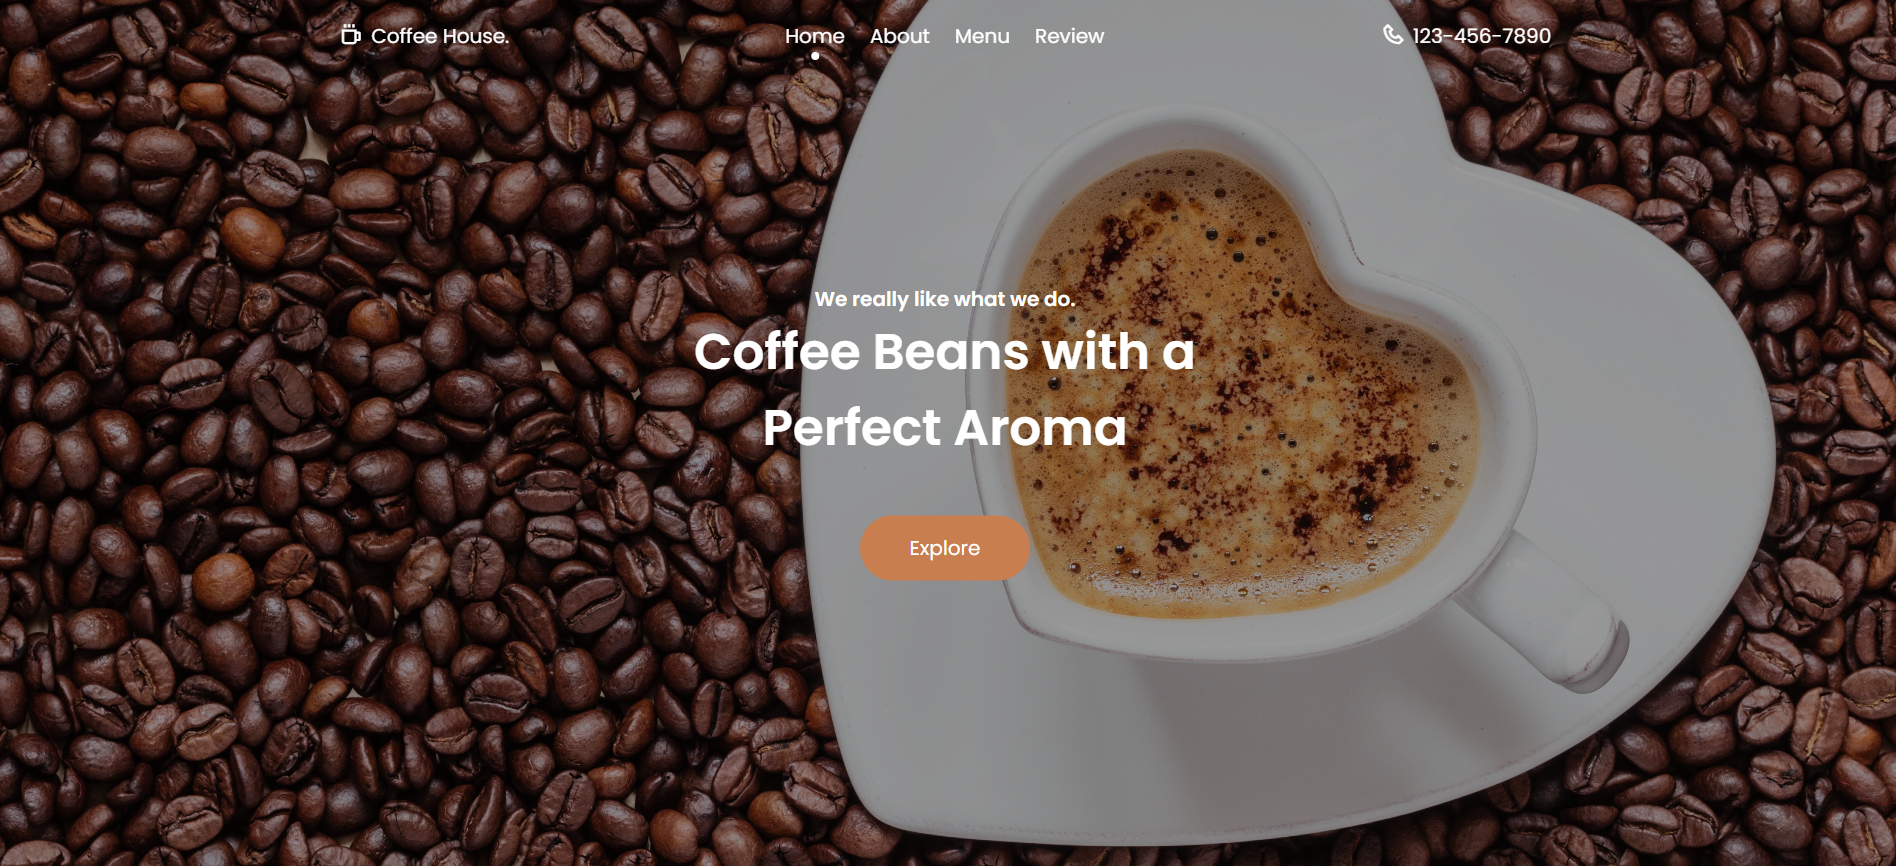 Coffee House.
Home About Menu Review
123-456-7890
We really like what we do.
Coffee Beans with a
Perfect Aroma
Explore